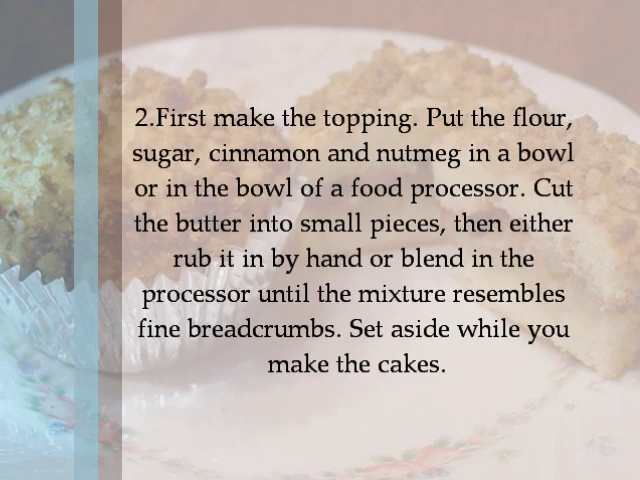 2.First make the topping. Put the flour,
sugar, cinnamon and nutmeg in a bowl
or in the bowl of a food processor. Cut
the butter into small pieces, then either
rub it in by hand or blend in the
processor until the mixture resembles
fine breadcrumbs. Set aside while you
make the cakes.